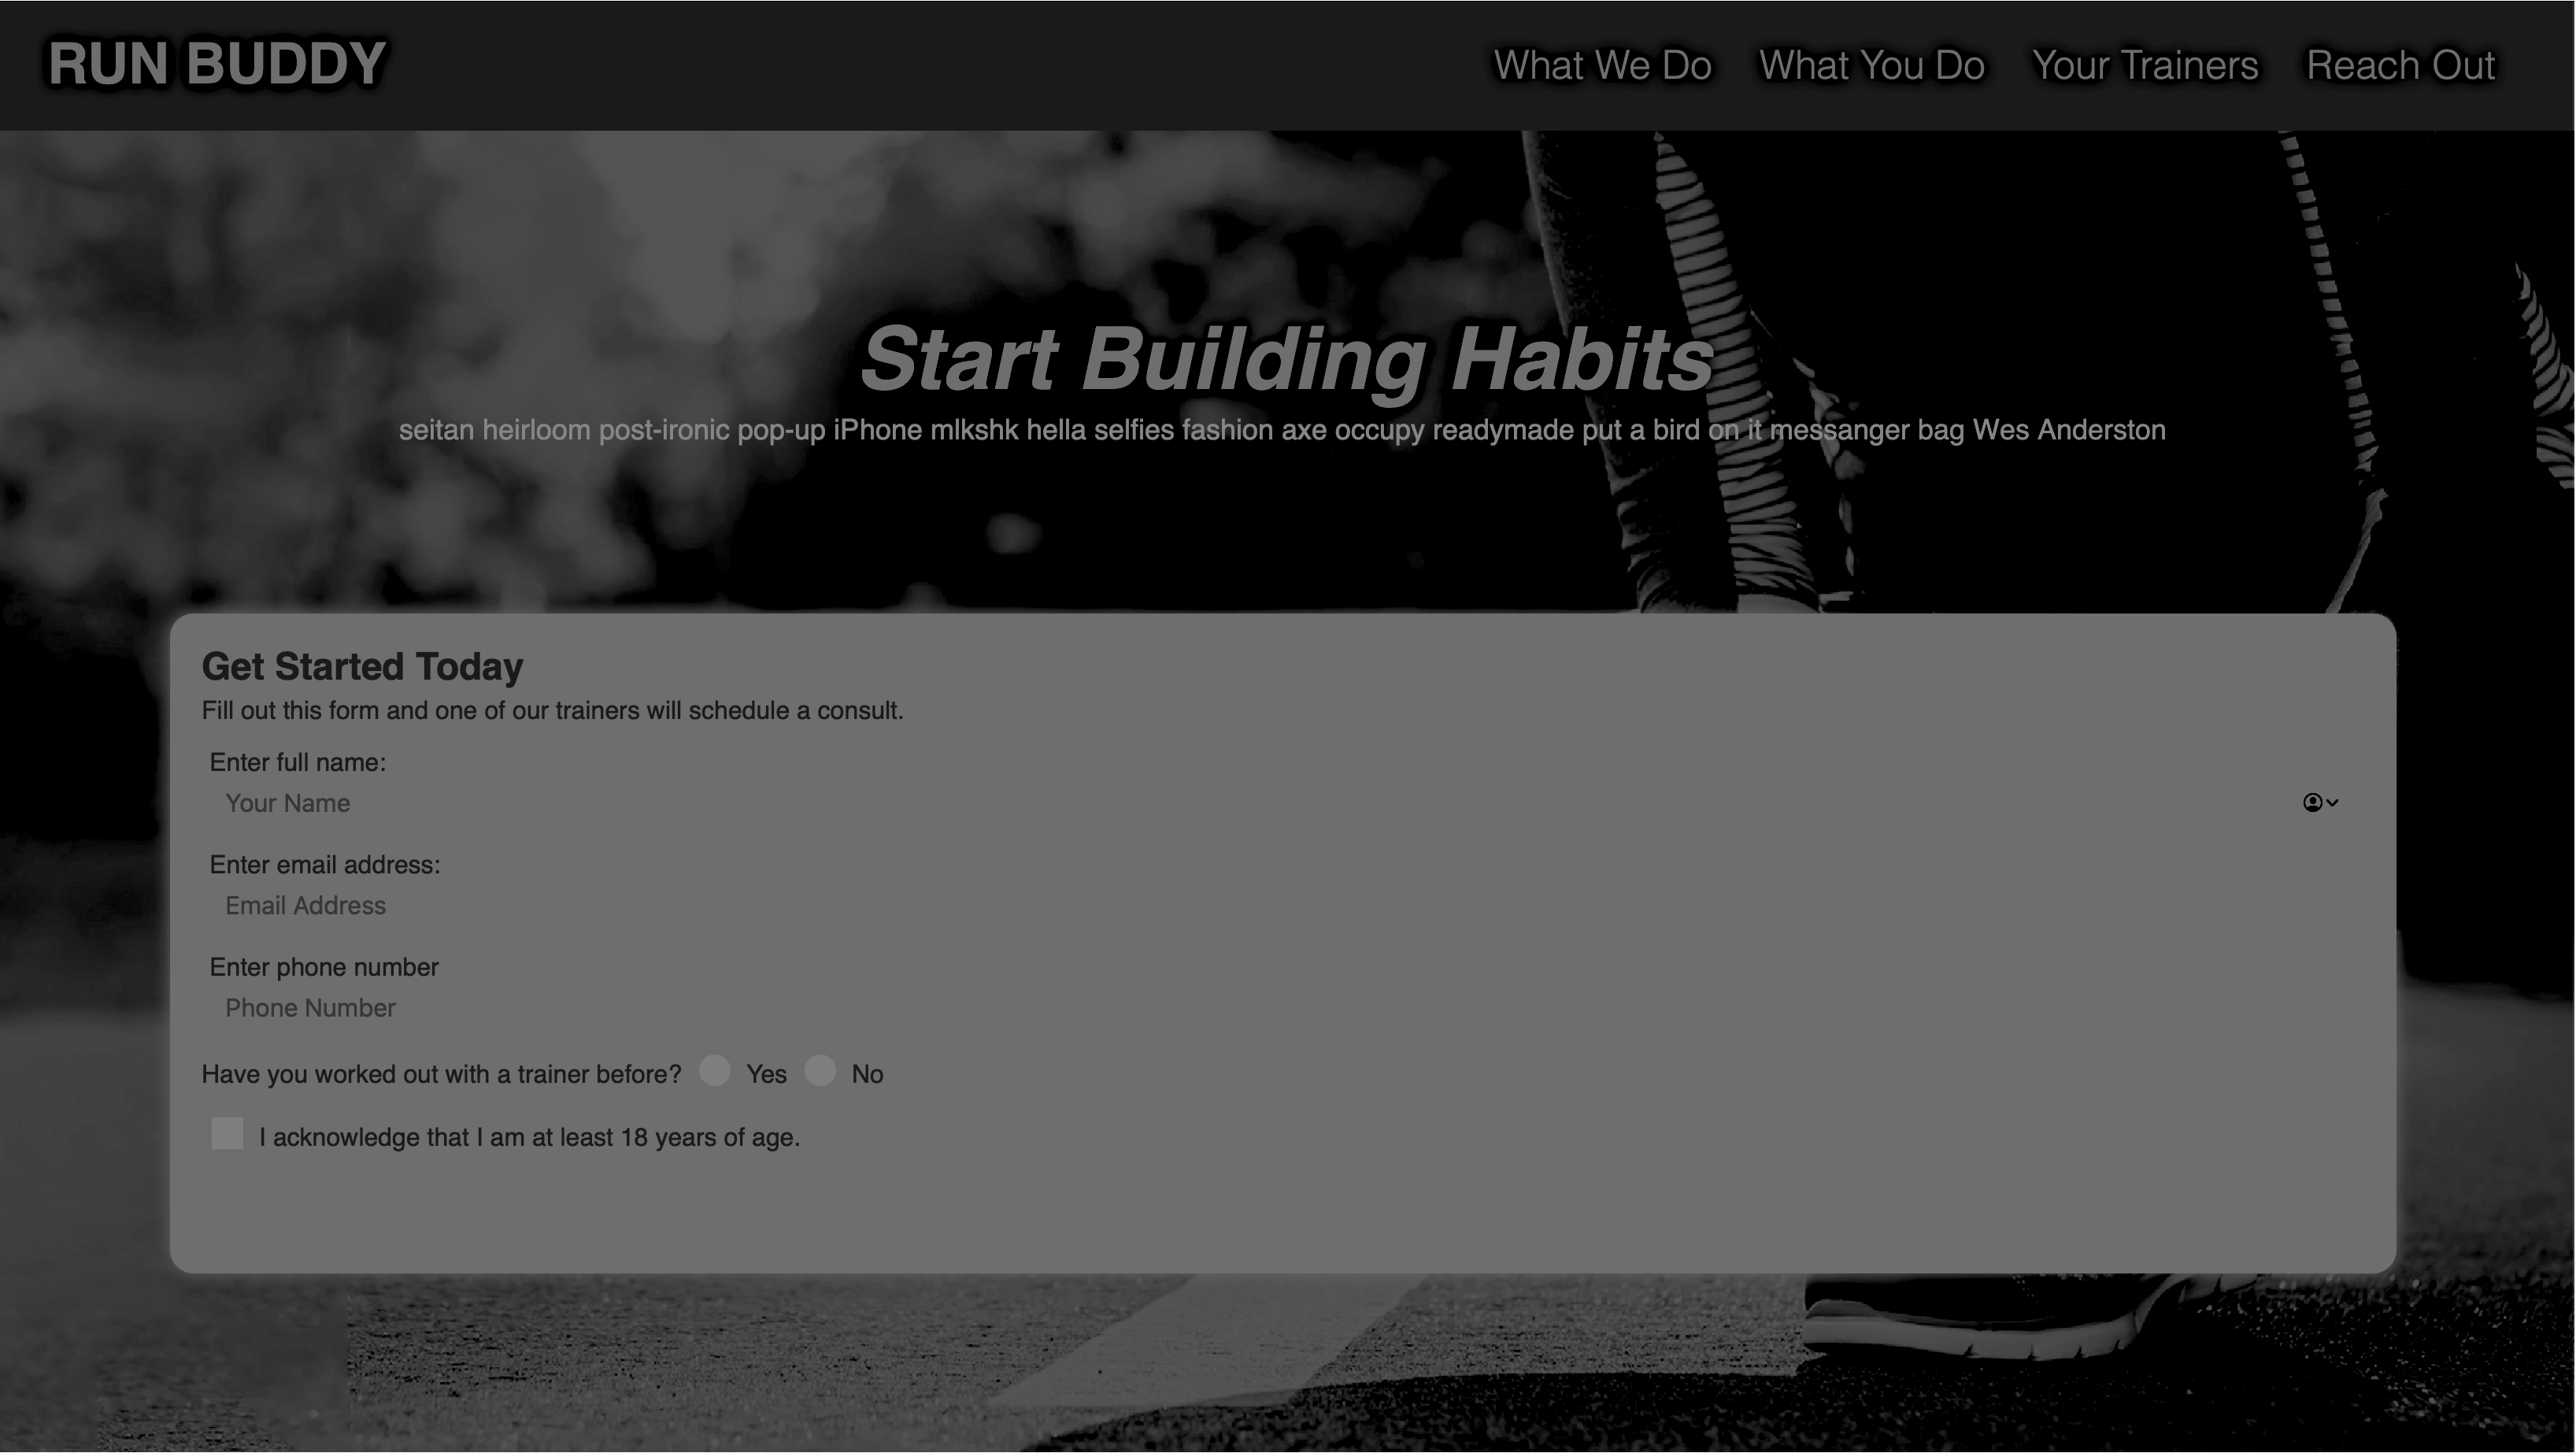 RUN BUDDY
What We Do What You Do Your Trainers Reach Out
Start Building Habits
seitan heirloom post-ironic pop-up iPhone mlkshk hella selfies fashion axe occupy readymade put a bird on it messanger bag Wes Anderston
Get Started Today
Fill out this form and one of our trainers will schedule a consult.
Enter full name:
Your Name
Enter email address:
Email Address
Enter phone number
Phone Number
Have you worked out with a trainer before? Yes No
I acknowledge that I am at least 18 years of age.